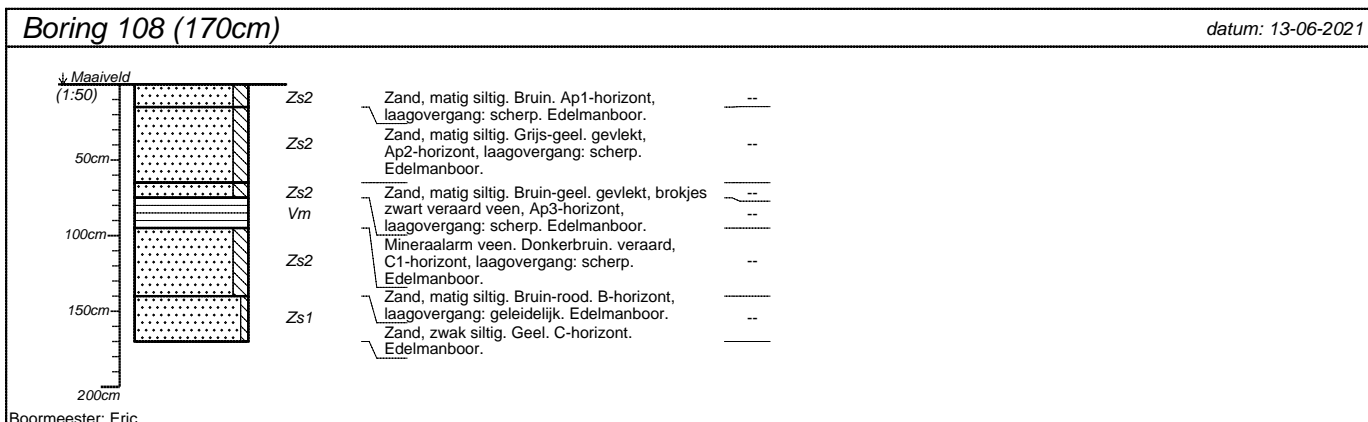 Boring 108 (170cm)
datum: 13-06-2021
Maaiveld
(1:50)
Zs2
Zand, matig siltig. Bruin. Ap1-horizont,
laagovergang: scherp. Edelmanboor.
--
Zs2
Zand, matig siltig. Grijs-geel. gevlekt,
Ap2-horizont, laagovergang: scherp.
Edelmanboor.
--
50cm
Zs2
Zand, matig siltig. Bruin-geel. gevlekt, brokjes
zwart veraard veen, Ap3-horizont,
laagovergang: scherp. Edelmanboor.
--
Vm
--
100cm
Mineraalarm veen. Donkerbruin. veraard,
C1-horizont, laagovergang: scherp.
Edelmanboor.
Zs2
--
150cm
Zand, matig siltig. Bruin-rood. B-horizont,
laagovergang: geleidelijk. Edelmanboor.
Zs1
--
Zand, zwak siltig. Geel. C-horizont.
Edelmanboor.
200cm
Boormeester: Eric